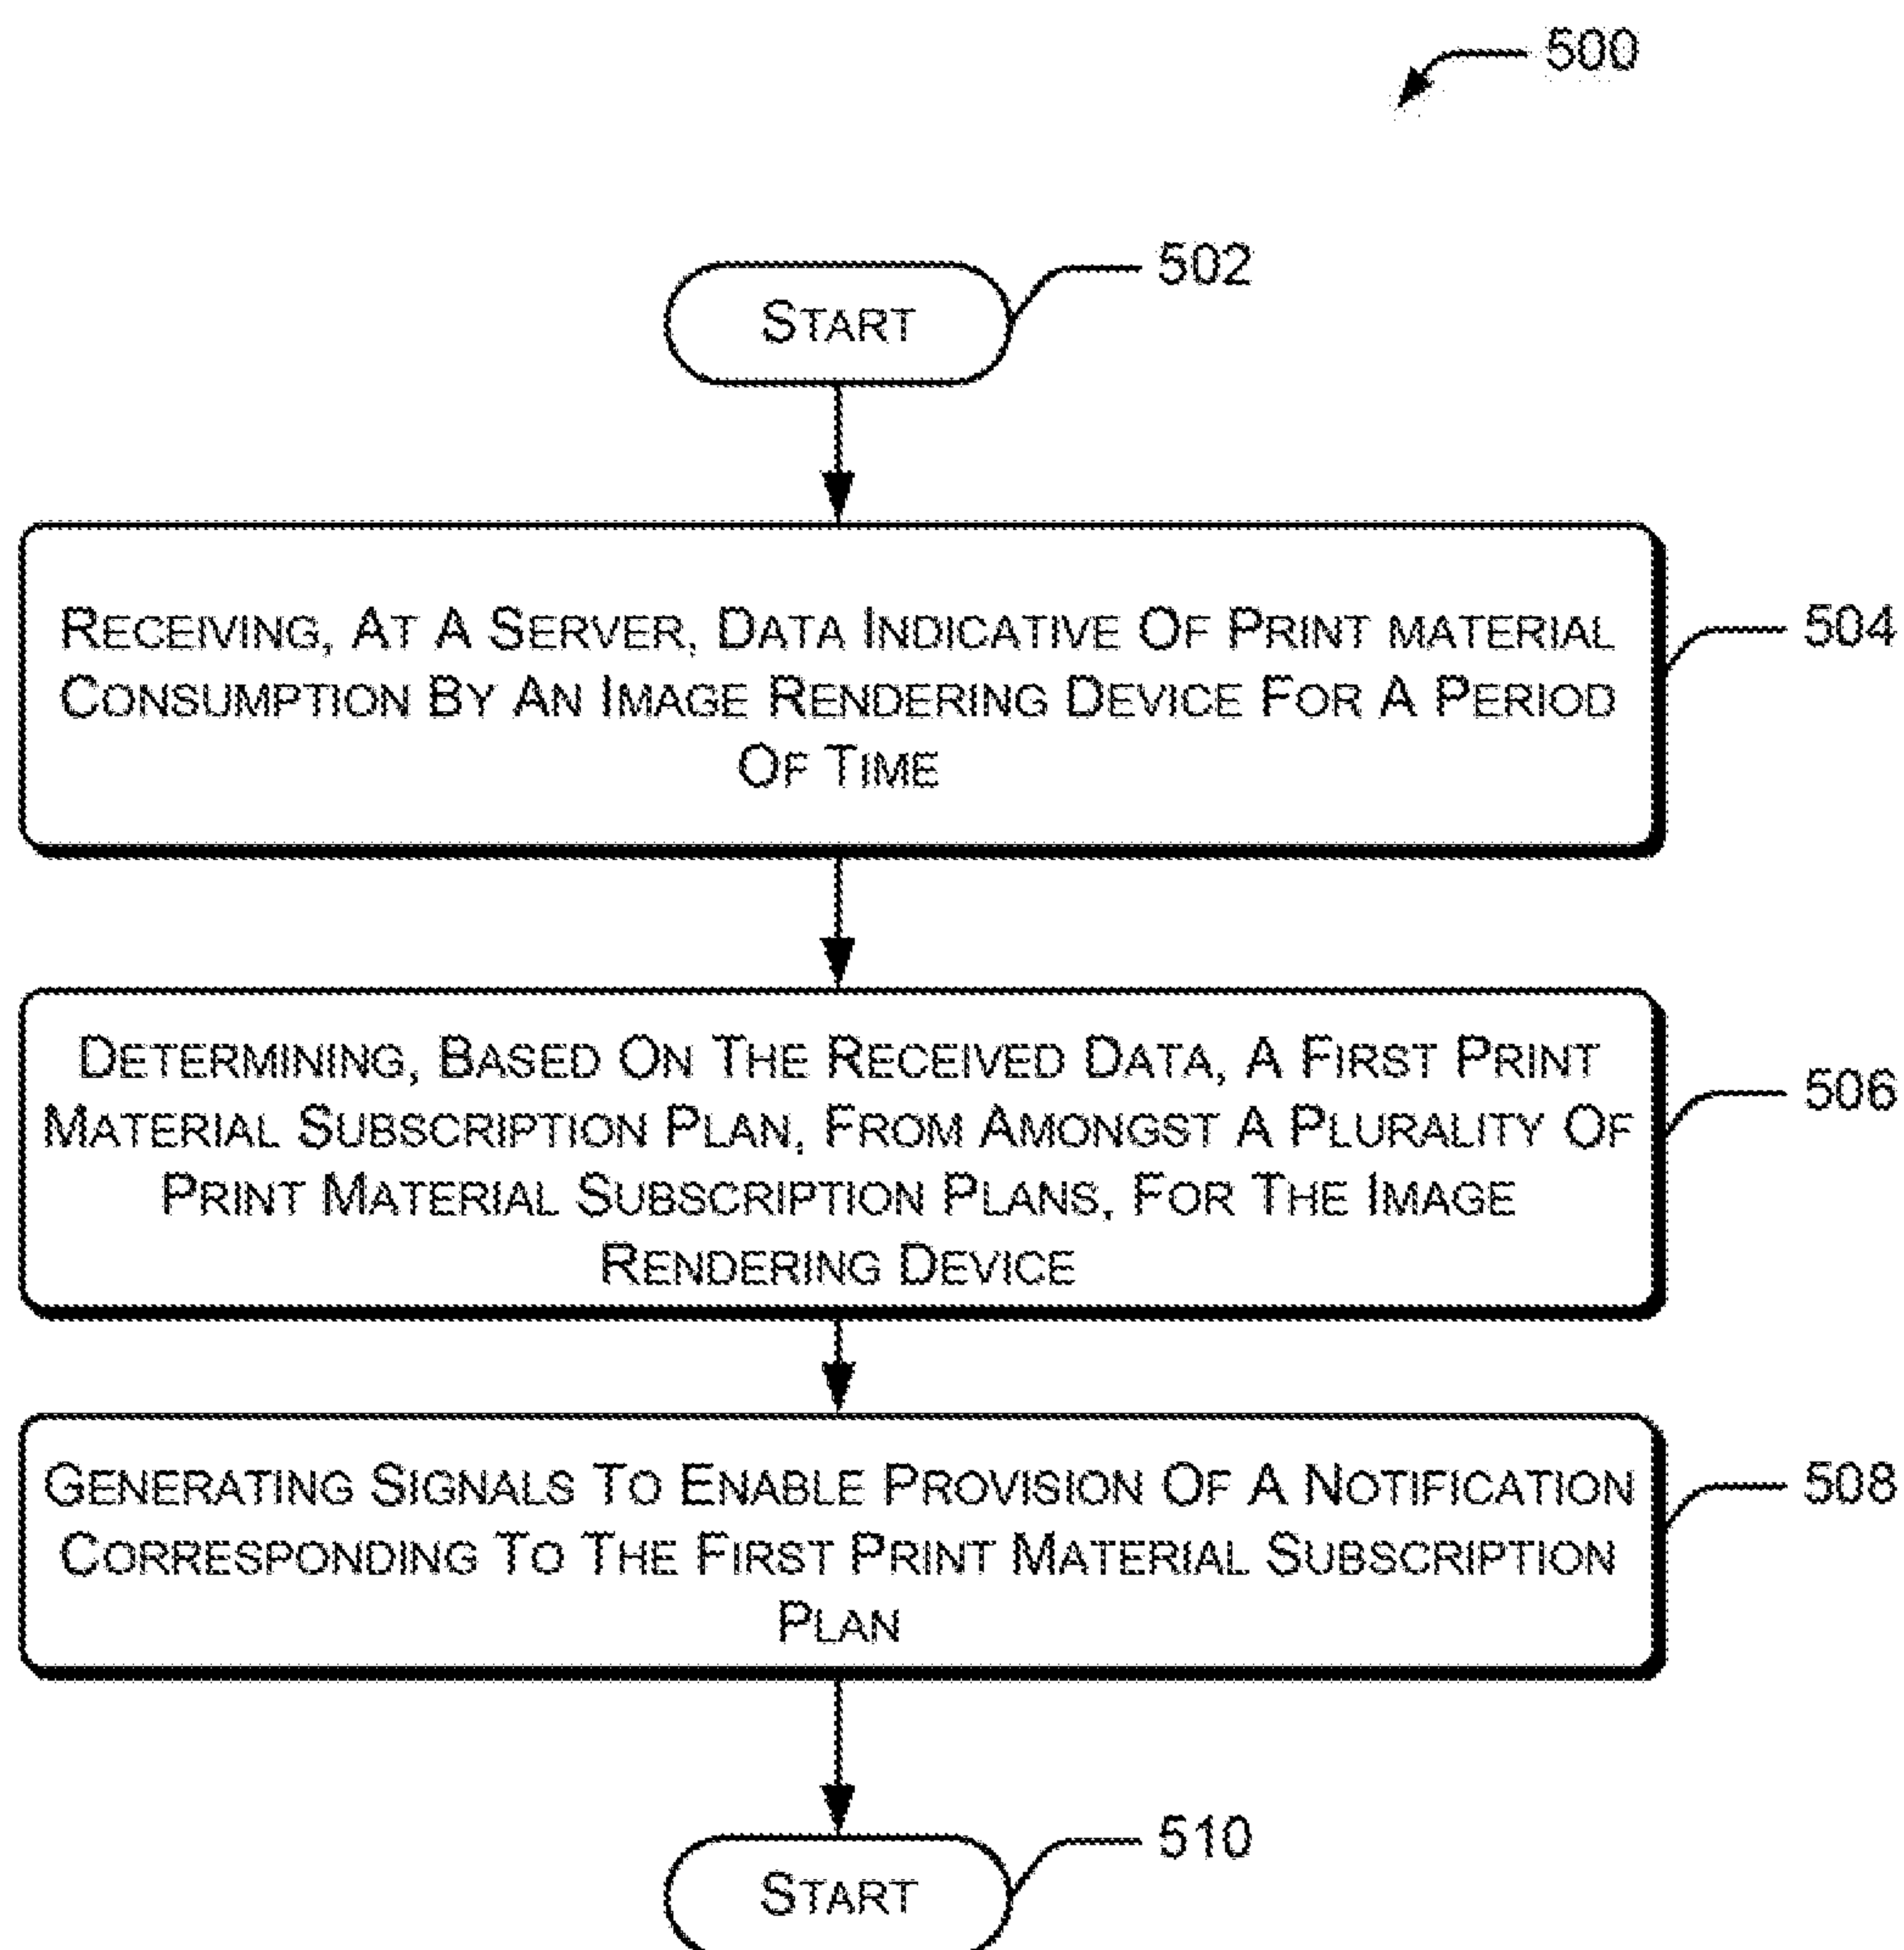 500
502
START
RECEIVING, AT A SERVER, DATA INDICATIVE OF PRINT MATERIAL
CONSUMPTION BY AN IMAGE RENDERING DEVICE FOR A PERIOD
OF TIME
504
DETERMINING, BASED ON THE RECEIVED DATA, A FIRST PRINT
MATERIAL SUBSCRIPTION PLAN, FROM AMONGST A PLURALITY OF
PRINT MATERIAL SUBSCRIPTION PLANS, FOR THE IMAGE
RENDERING DEVICE
506
GENERATING SIGNALS TO ENABLE PROVISION OF A NOTIFICATION
CORRESPONDING TO THE FIRST PRINT MATERIAL SUBSCRIPTION
PLAN
508
510
START